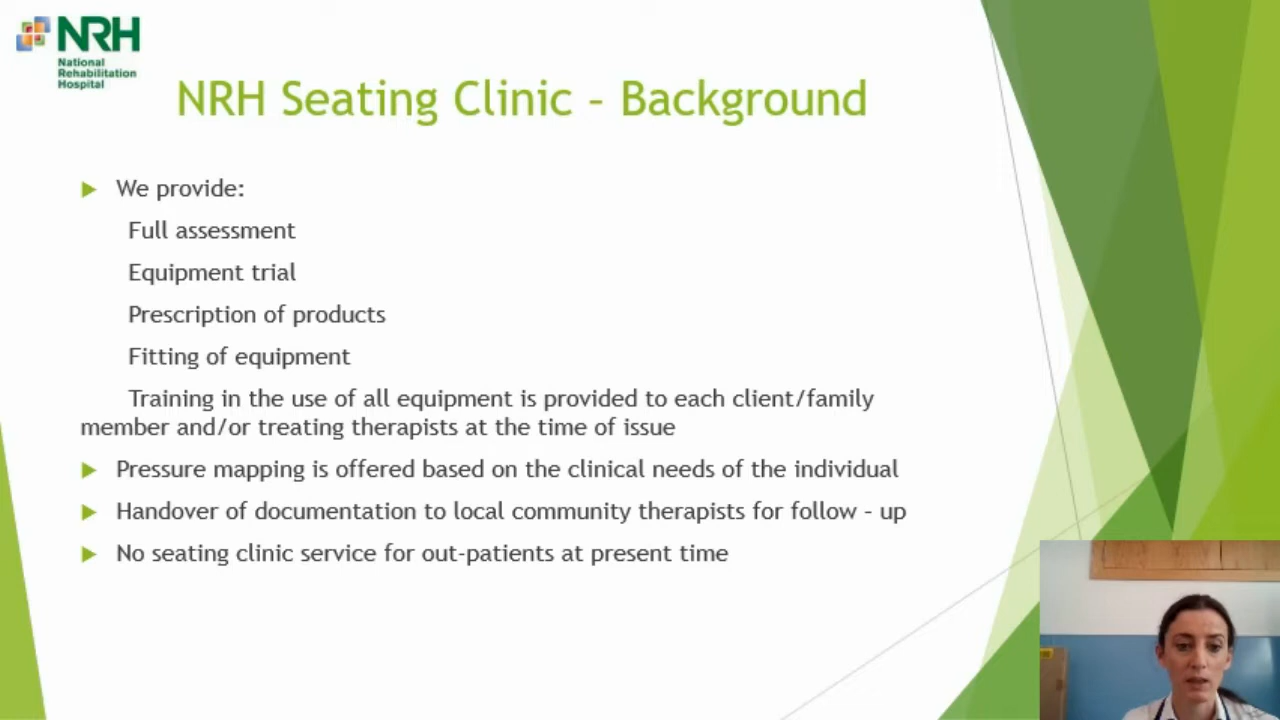 NRH
National
Rehabilitation
Hospital
NRH Seating Clinic - Background
We provide:
Full assessment
Equipment trial
Prescription of products
Fitting of equipment
Training in the use of all equipment is provided to each client/family
member and/or treating therapists at the time of issue
Pressure mapping is offered based on the clinical needs of the individual
Handover of documentation to local community therapists for follow – up
No seating clinic service for out-patients at present time